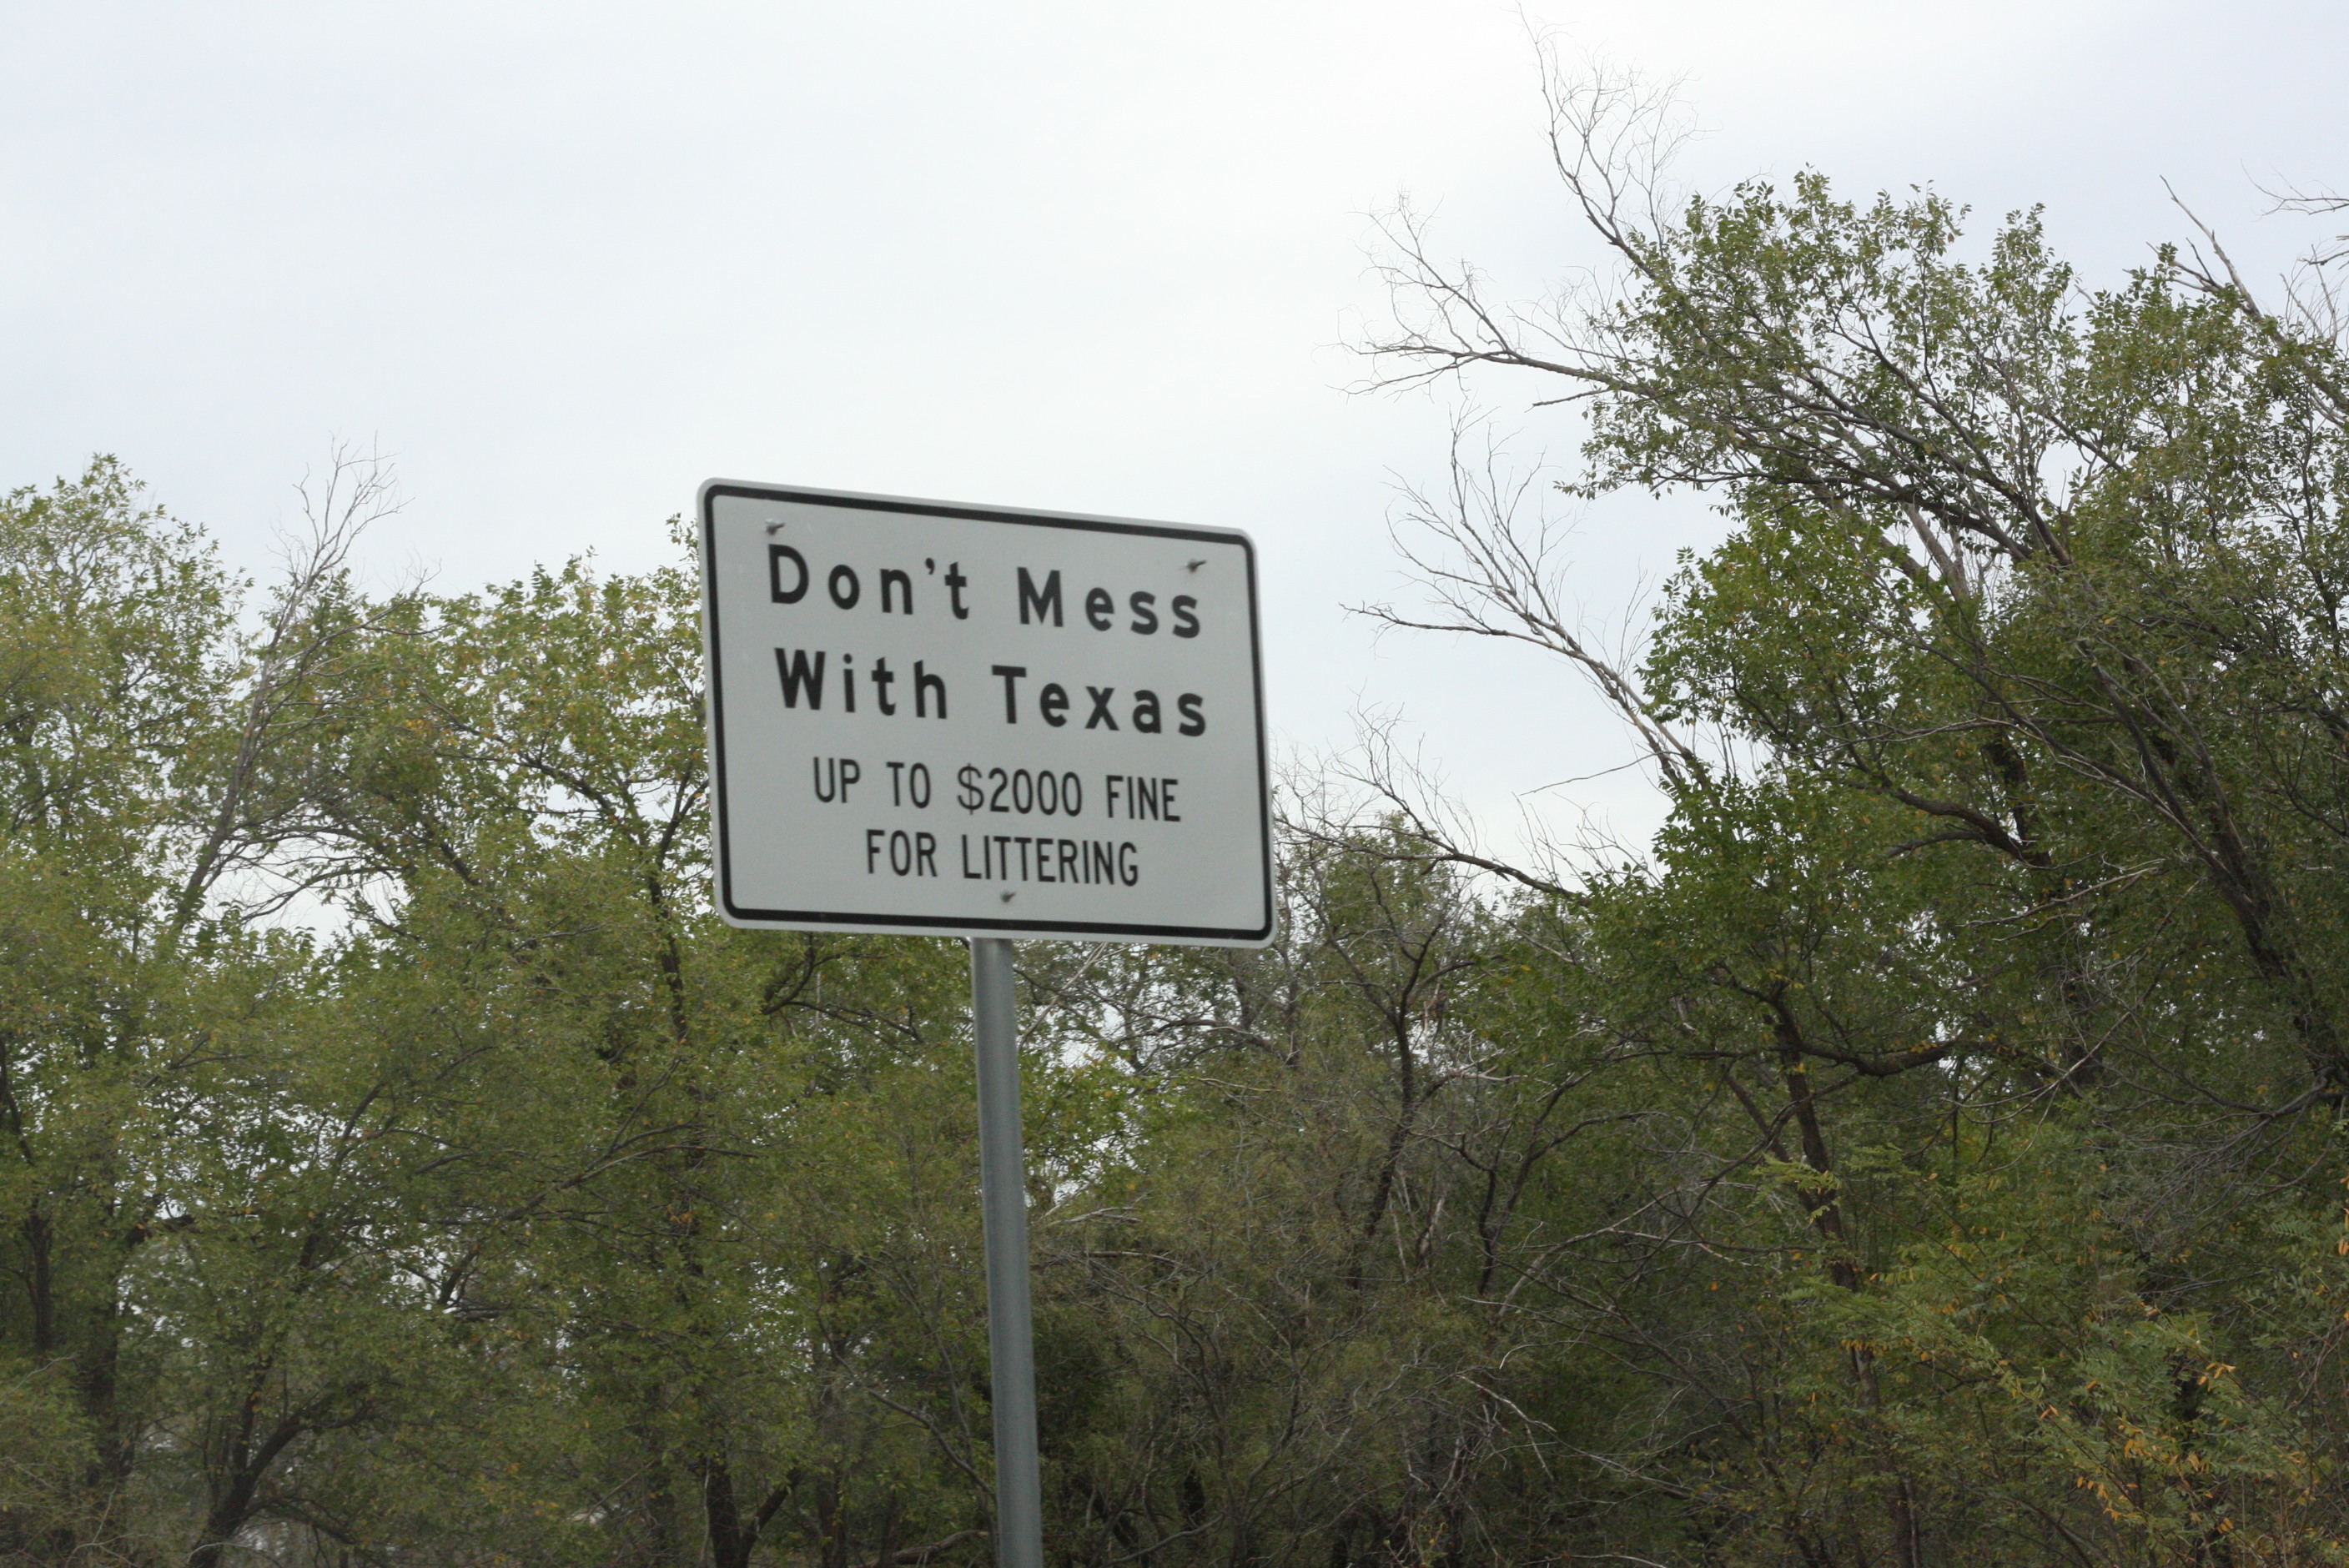 Don't Mess
With Texas
UP TO $2000 FINE
FOR LITTERING